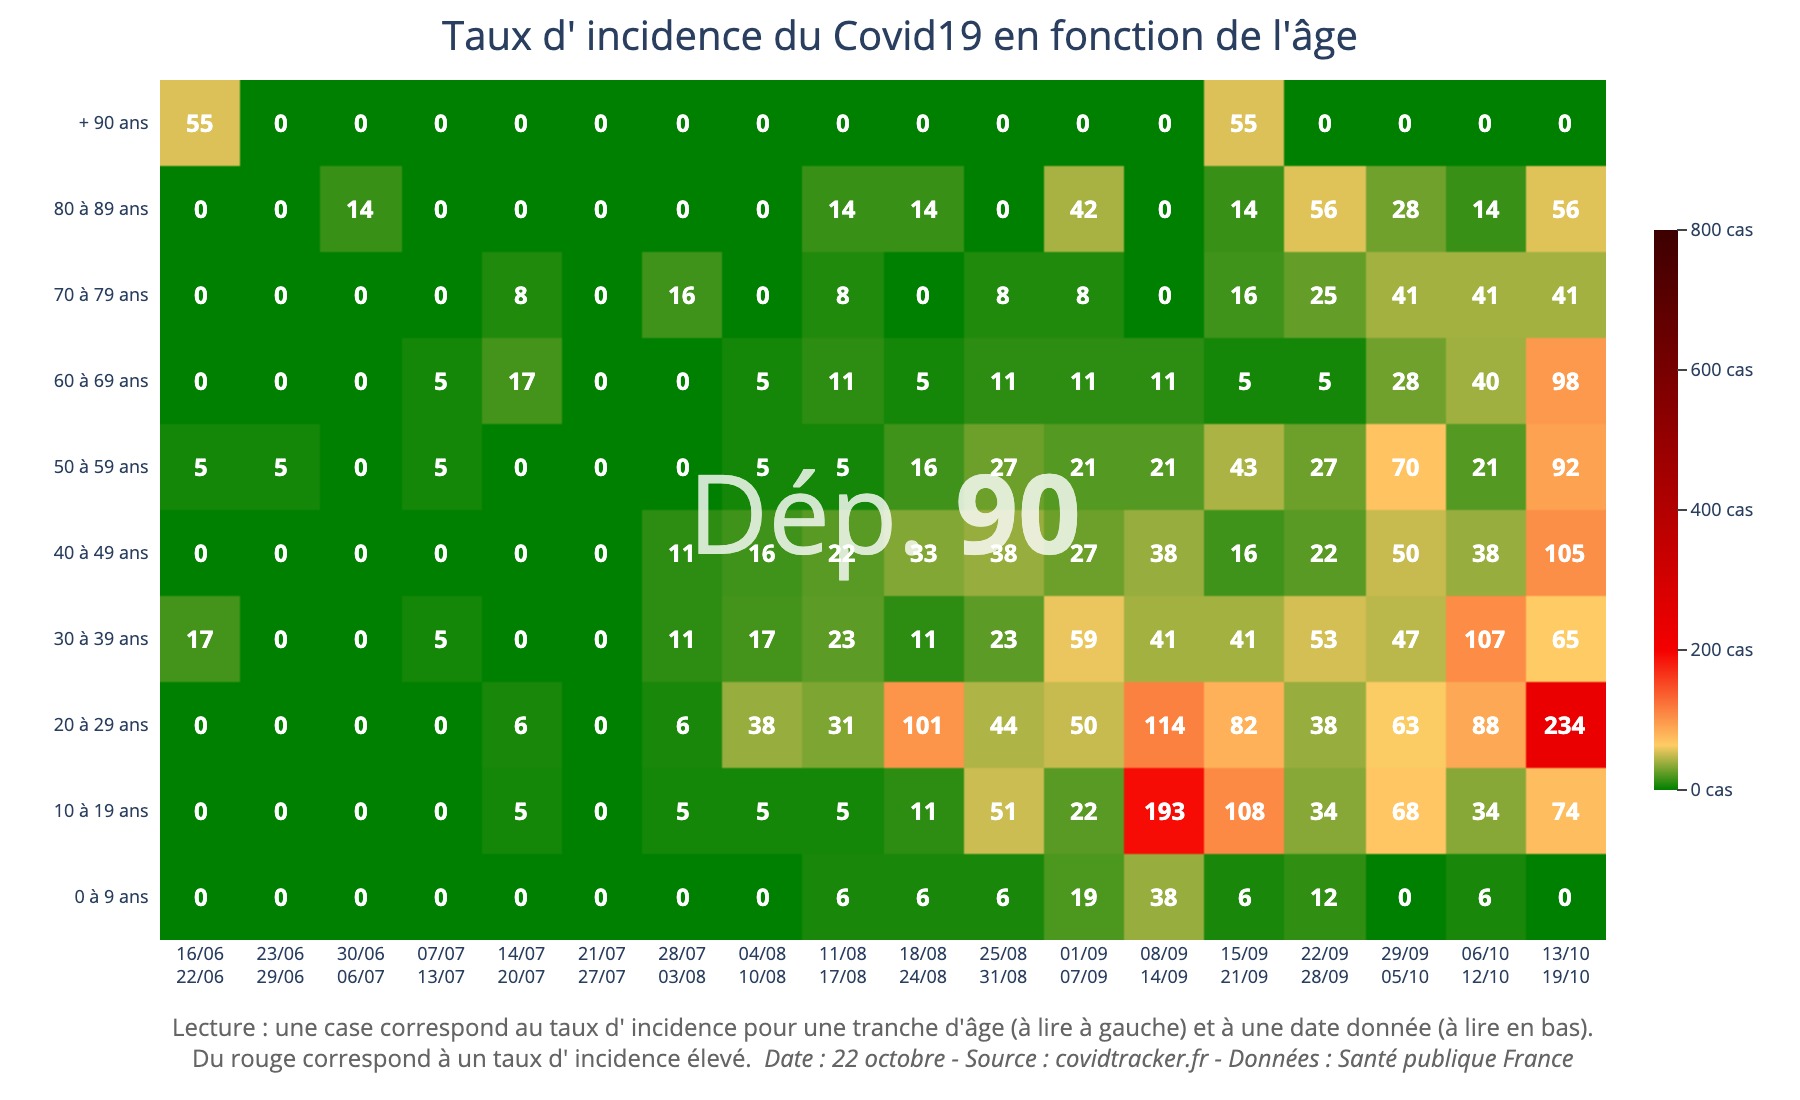 Taux d' incidence du Covid19 en fonction de l'âge
+ 90 ans 55 0 0 0 0 0 0 0 0 0 0 0 0 55 0 0 0 0
80 à 89 ans 0 0 14 0 0 0 0 0 14 14 0 42 0 14 56 28 14 56
70 à 79 ans 0 0 0 0 8 0 16 0 8 0 8 8 0 16 25 41 41 41
60 à 69 ans 0 0 0 5 17 0 0 5 11 5 11 11 11 5 5 28 40 98
50 à 59 ans 5 5 0 5 0 0 0 5 5 16 27 21 21 43 27 70 21 92
Dép. 90
40 à 49 ans 0 0 0 0 0 0 11 16 22 33 38 27 38 16 22 50 38 105
30 à 39 ans 17 0 0 5 0 0 11 17 23 11 23 59 41 41 53 47 107 65
20 à 29 ans 0 0 0 0 6 0 6 38 31 101 44 50 114 82 38 63 88 234
10 à 19 ans 0 0 0 0 5 0 5 5 5 11 51 22 193 108 34 68 34 74
0 à 9 ans 0 0 0 0 0 0 0 0 6 6 6 19 38 6 12 0 6 0
16/06 23/06 30/06 07/07 14/07 21/07 28/07 04/08 11/08 18/08 25/08 01/09 08/09 15/09 22/09 29/09 06/10 13/10
22/06 29/06 06/07 13/07 20/07 27/07 03/08 10/08 17/08 24/08 31/08 07/09 14/09 21/09 28/09 05/10 12/10 19/10
800 cas
600 cas
400 cas
200 cas
0 cas
Lecture : une case correspond au taux d' incidence pour une tranche d'âge (à lire à gauche) et à une date donnée (à lire en bas).
Du rouge correspond à un taux d' incidence élevé. Date : 22 octobre - Source : covidtracker.fr - Données : Santé publique France